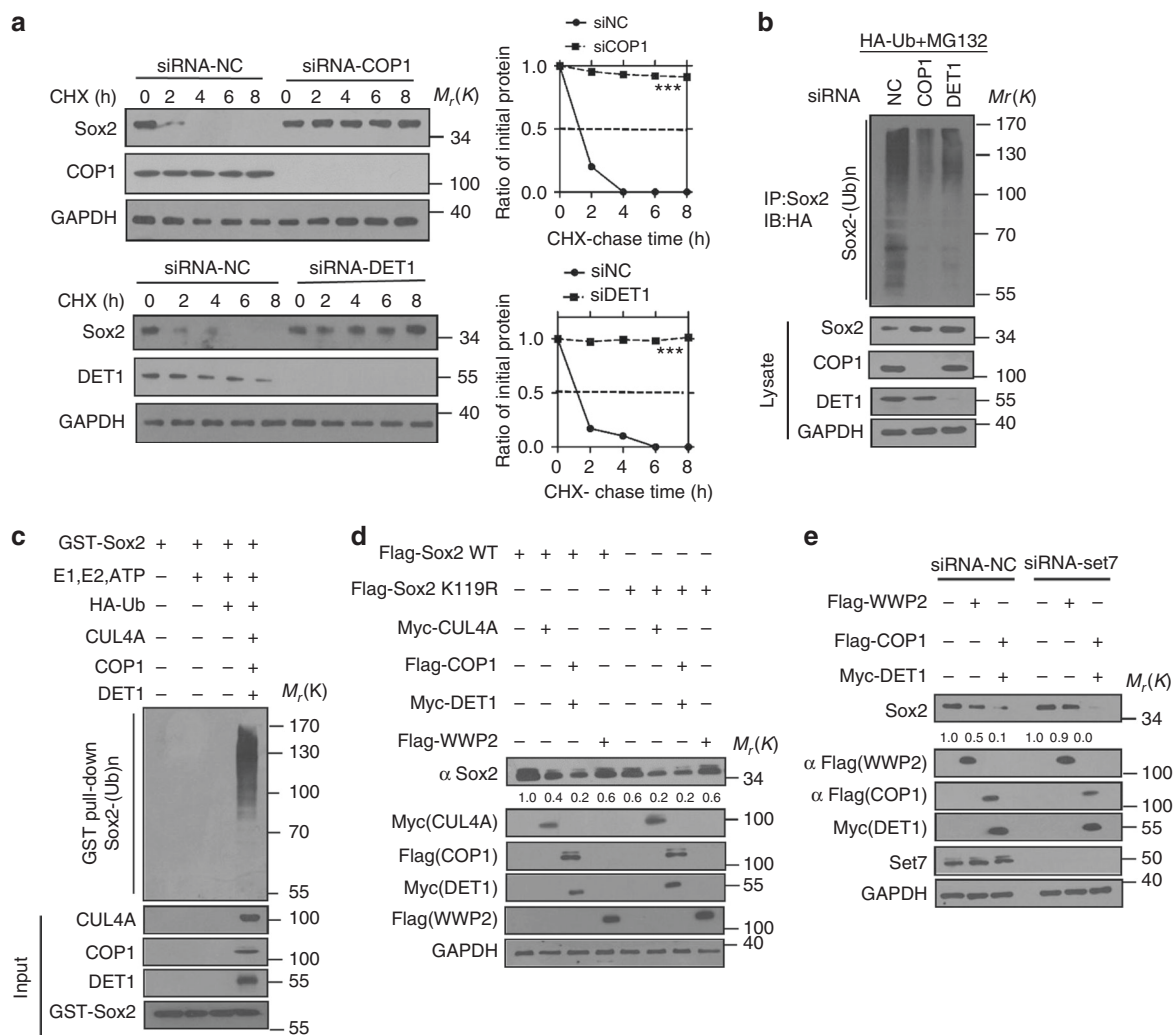 a
siRNA-NC siRNA-COP1
CHX (h) 0 2 4 6 8 0 2 4 6 8 Mr(K)
Sox2 34
COP1 100
GAPDH 40
siNC
siCOP1
1.0
0.5
0.0
***
Ratio of initial protein
0 2 4 6 8
CHX-chase time (h)
siRNA-NC siRNA-DET1
CHX (h) 0 2 4 6 8 0 2 4 6 8
Sox2 34
DET1 55
GAPDH 40
siNC
siDET1
1.0
0.5
0.0
***
Ratio of initial protein
0 2 4 6 8
CHX- chase time (h)
b
HA-Ub+MG132
siRNA NC COP1 DET1 Mr(K)
170
130
100
70
55
IP:Sox2
IB:HA
Sox2-(Ub)n
Lysate
Sox2 34
COP1 100
DET1 55
GAPDH 40
c
GST-Sox2 + + + +
E1,E2,ATP – + + +
HA-Ub – – + +
CUL4A – – – +
COP1 – – – +
DET1 – – – + Mr(K)
GST pull-down
Sox2-(Ub)n
170
130
100
70
55
Input
CUL4A 100
COP1 100
DET1 55
GST-Sox2 55
d
Flag-Sox2 WT + + + + – – – –
Flag-Sox2 K119R – – – – + + + +
Myc-CUL4A – + – – – + – –
Flag-COP1 – – + – – – + –
Myc-DET1 – – + – – – + –
Flag-WWP2 – – – + – – – + Mr(K)
α Sox2 34
1.0 0.4 0.2 0.6 0.6 0.2 0.2 0.6
Myc(CUL4A) 100
Flag(COP1) 100
Myc(DET1) 55
Flag(WWP2) 100
GAPDH 40
e
siRNA-NC siRNA-set7
Flag-WWP2 – + – – + –
Flag-COP1 – – + – – +
Myc-DET1 – – + – – + Mr(K)
Sox2 34
1.0 0.5 0.1 1.0 0.9 0.0
α Flag(WWP2) 100
α Flag(COP1) 100
Myc(DET1) 55
Set7 50
GAPDH 40